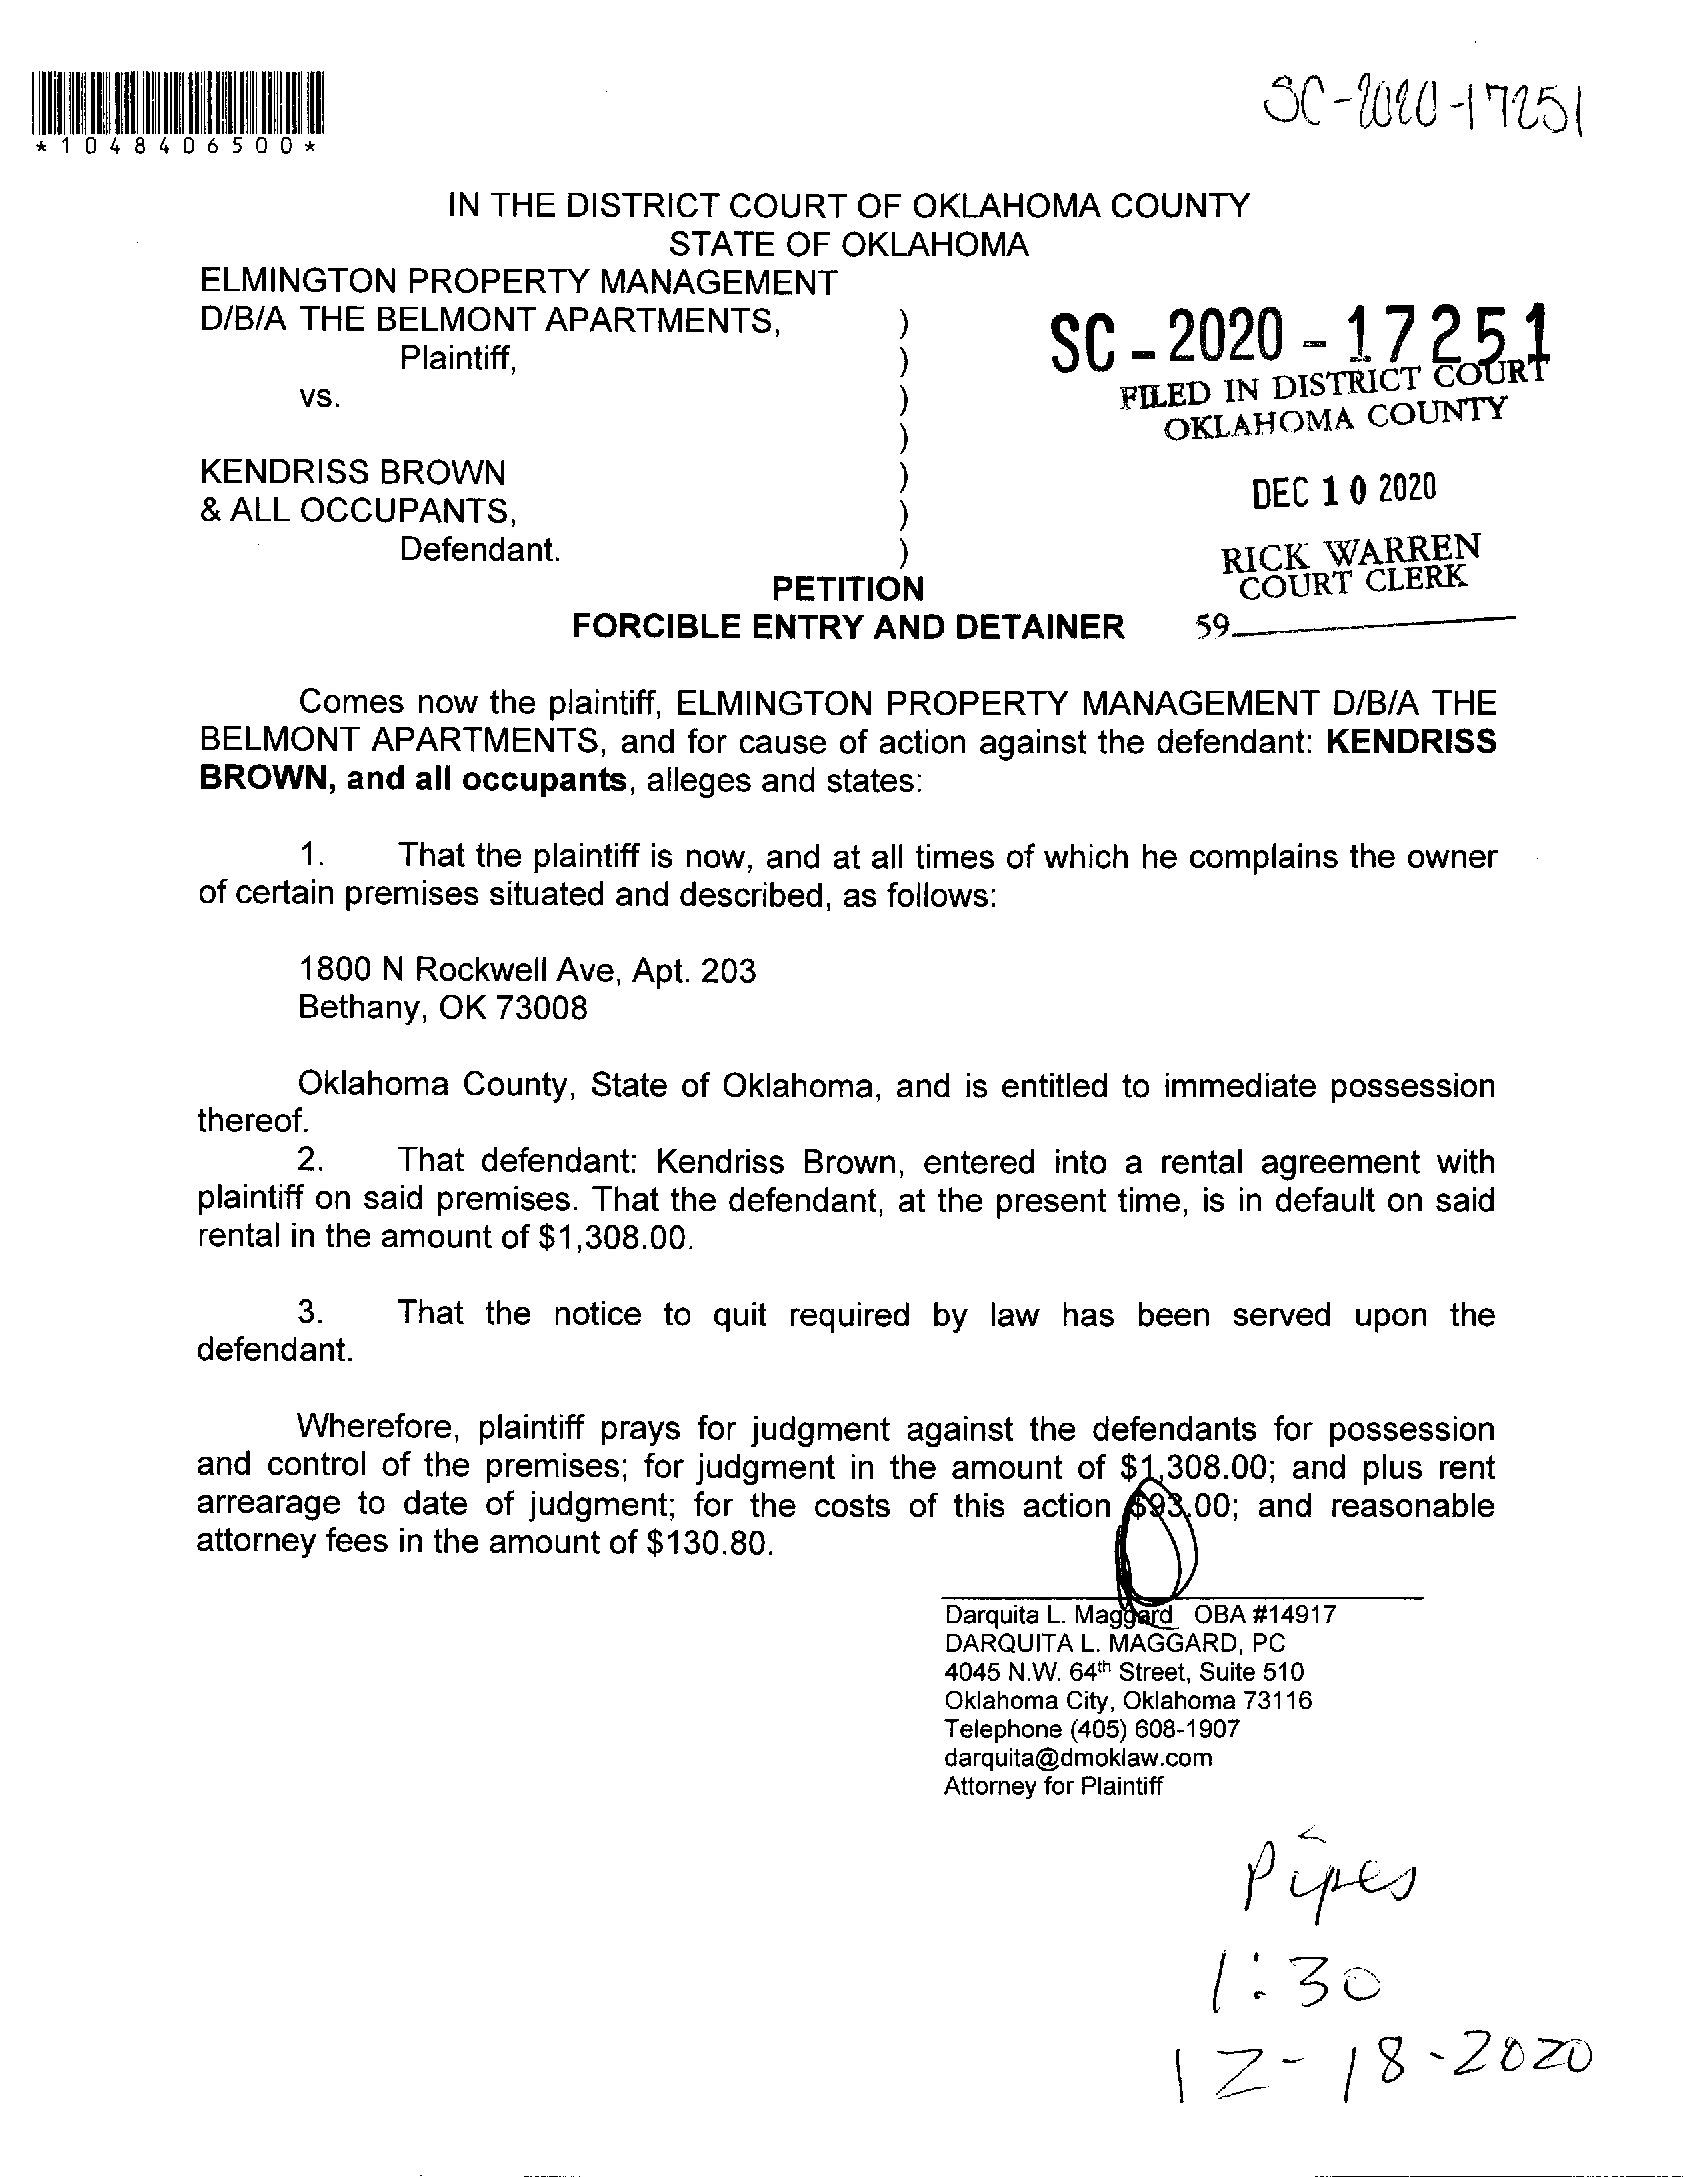 SC-2020-17251
*1048406500*
IN THE DISTRICT COURT OF OKLAHOMA COUNTY
STATE OF OKLAHOMA
ELMINGTON PROPERTY MANAGEMENT
D/B/A THE BELMONT APARTMENTS, )
Plaintiff, )
vs. )
)
KENDRISS BROWN )
& ALL OCCUPANTS, )
Defendant. )
SC-2020-17251
FILED IN DISTRICT COURT
OKLAHOMA COUNTY
DEC 10 2020
RICK WARREN
COURT CLERK
59
PETITION
FORCIBLE ENTRY AND DETAINER
Comes now the plaintiff, ELMINGTON PROPERTY MANAGEMENT D/B/A THE
BELMONT APARTMENTS, and for cause of action against the defendant: KENDRISS
BROWN, and all occupants, alleges and states:
1. That the plaintiff is now, and at all times of which he complains the owner
of certain premises situated and described, as follows:
1800 N Rockwell Ave, Apt. 203
Bethany, OK 73008
Oklahoma County, State of Oklahoma, and is entitled to immediate possession
thereof.
2. That defendant: Kendriss Brown, entered into a rental agreement with
plaintiff on said premises. That the defendant, at the present time, is in default on said
rental in the amount of $1,308.00.
3. That the notice to quit required by law has been served upon the
defendant.
Wherefore, plaintiff prays for judgment against the defendants for possession
and control of the premises; for judgment in the amount of $1,308.00; and plus rent
arrearage to date of judgment; for the costs of this action $93.00; and reasonable
attorney fees in the amount of $130.80.
Darquita L. Maggard OBA #14917
DARQUITA L. MAGGARD, PC
4045 N.W. 64th Street, Suite 510
Oklahoma City, Oklahoma 73116
Telephone (405) 608-1907
darquita@dmoklaw.com
Attorney for Plaintiff
Pipes
1:30
12-18-2020